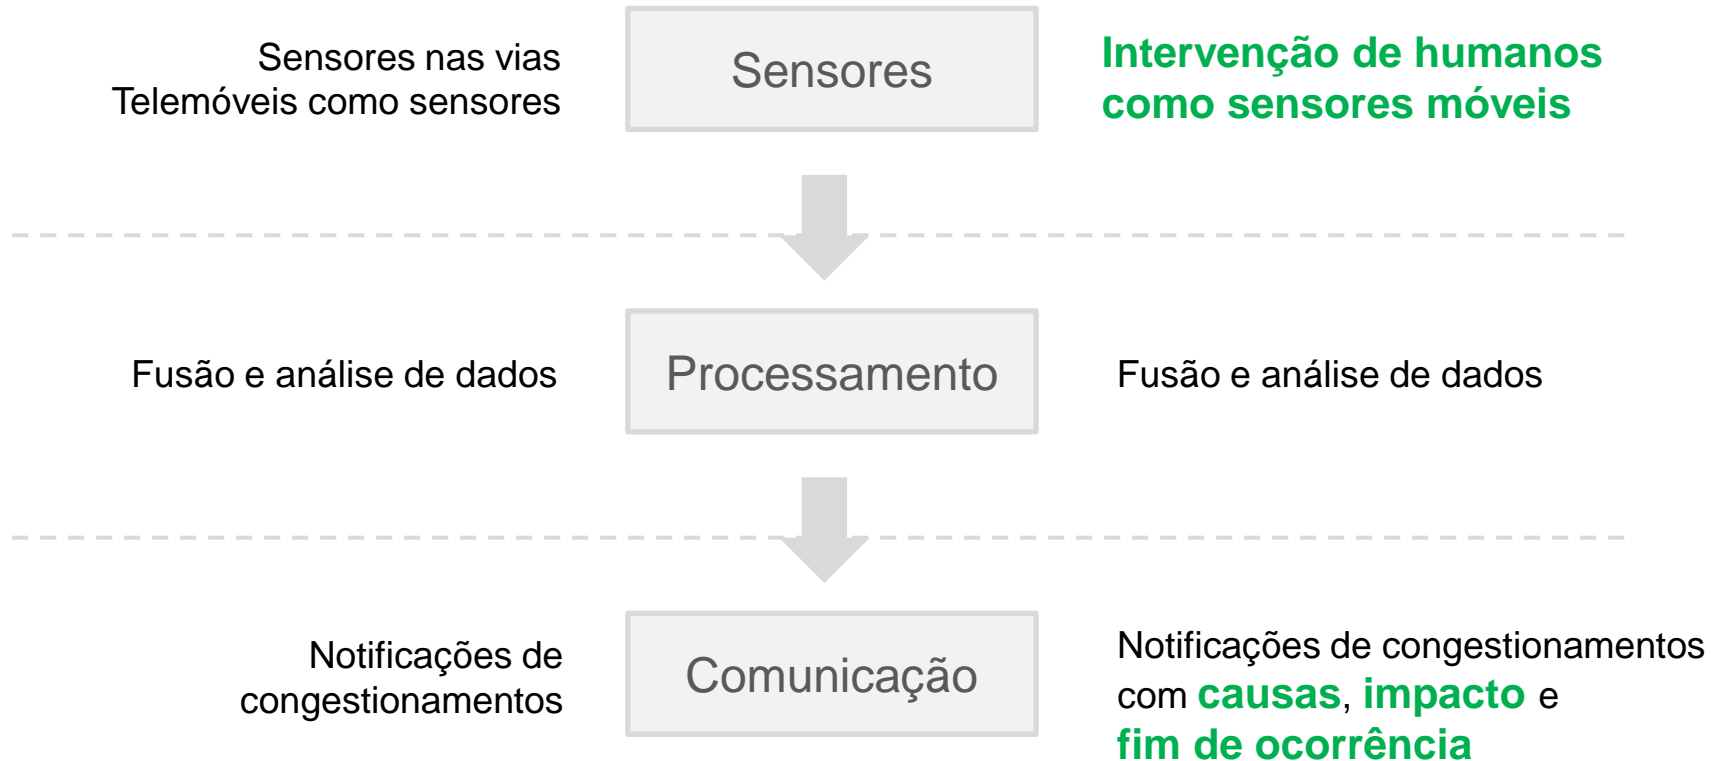 Sensores nas vias
Telemóveis como sensores
Sensores
Intervenção de humanos
como sensores móveis
Fusão e análise de dados
Processamento
Fusão e análise de dados
Notificações de
congestionamentos
Comunicação
Notificações de congestionamentos
com causas, impacto e
fim de ocorrência